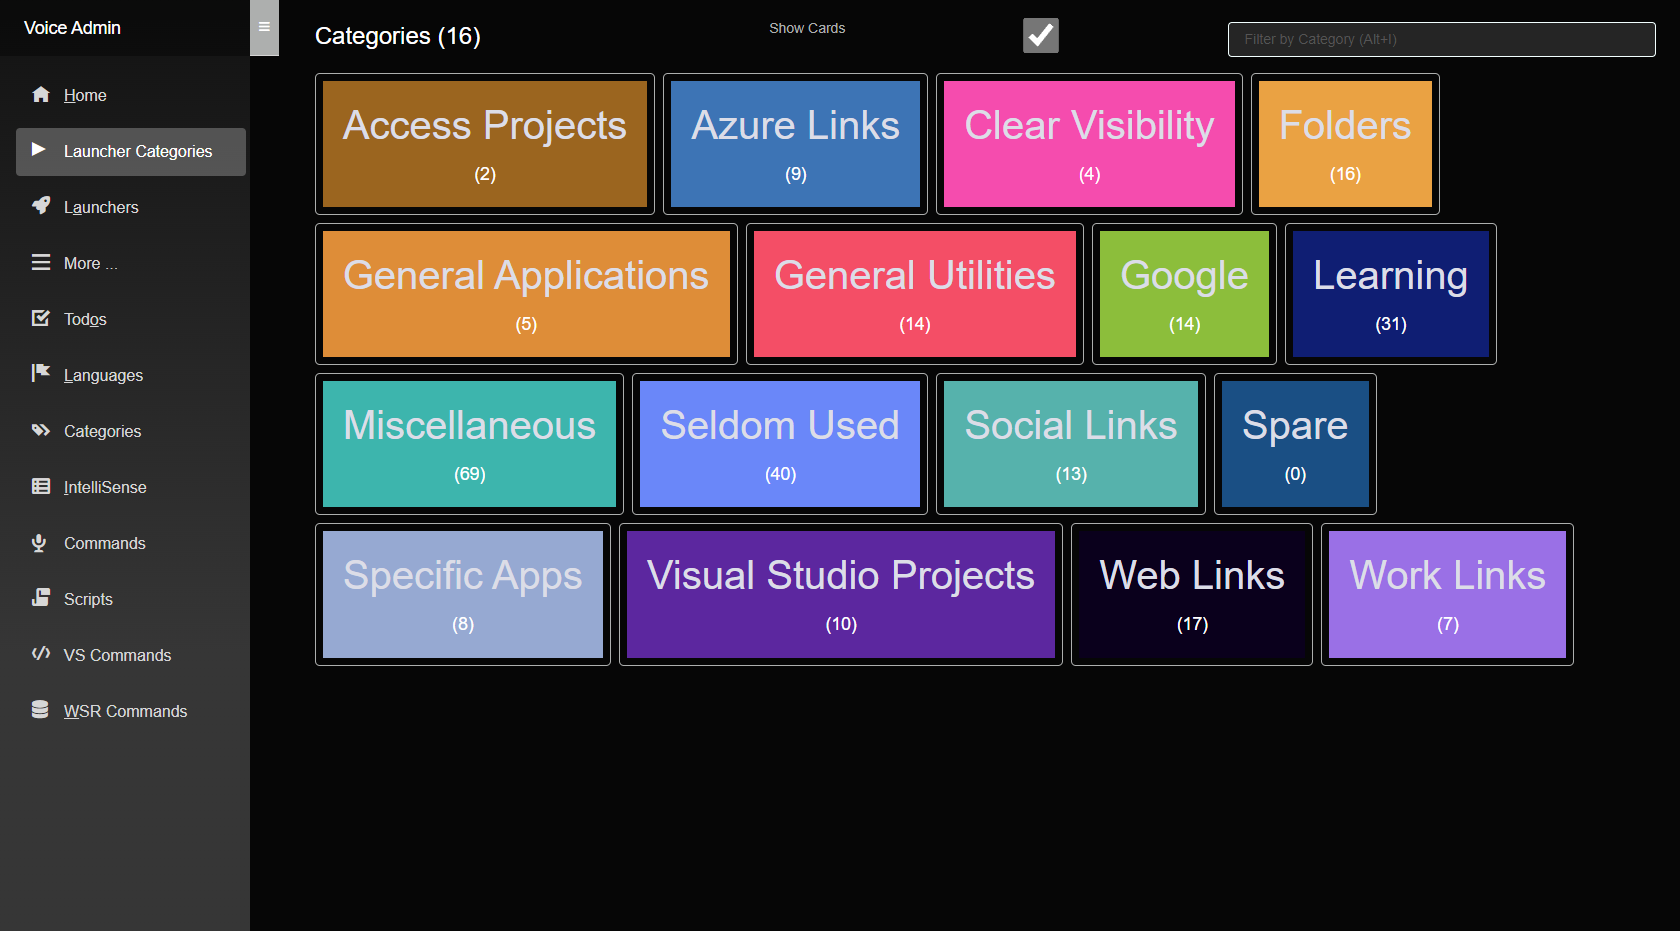 Voice Admin
Home
Launcher Categories
Launchers
More ...
Todos
Languages
Categories
IntelliSense
Commands
Scripts
VS Commands
WSR Commands
Categories (16)
Show Cards
Filter by Category (Alt+I)
Access Projects
(2)
Azure Links
(9)
Clear Visibility
(4)
Folders
(16)
General Applications
(5)
General Utilities
(14)
Google
(14)
Learning
(31)
Miscellaneous
(69)
Seldom Used
(40)
Social Links
(13)
Spare
(0)
Specific Apps
(8)
Visual Studio Projects
(10)
Web Links
(17)
Work Links
(7)